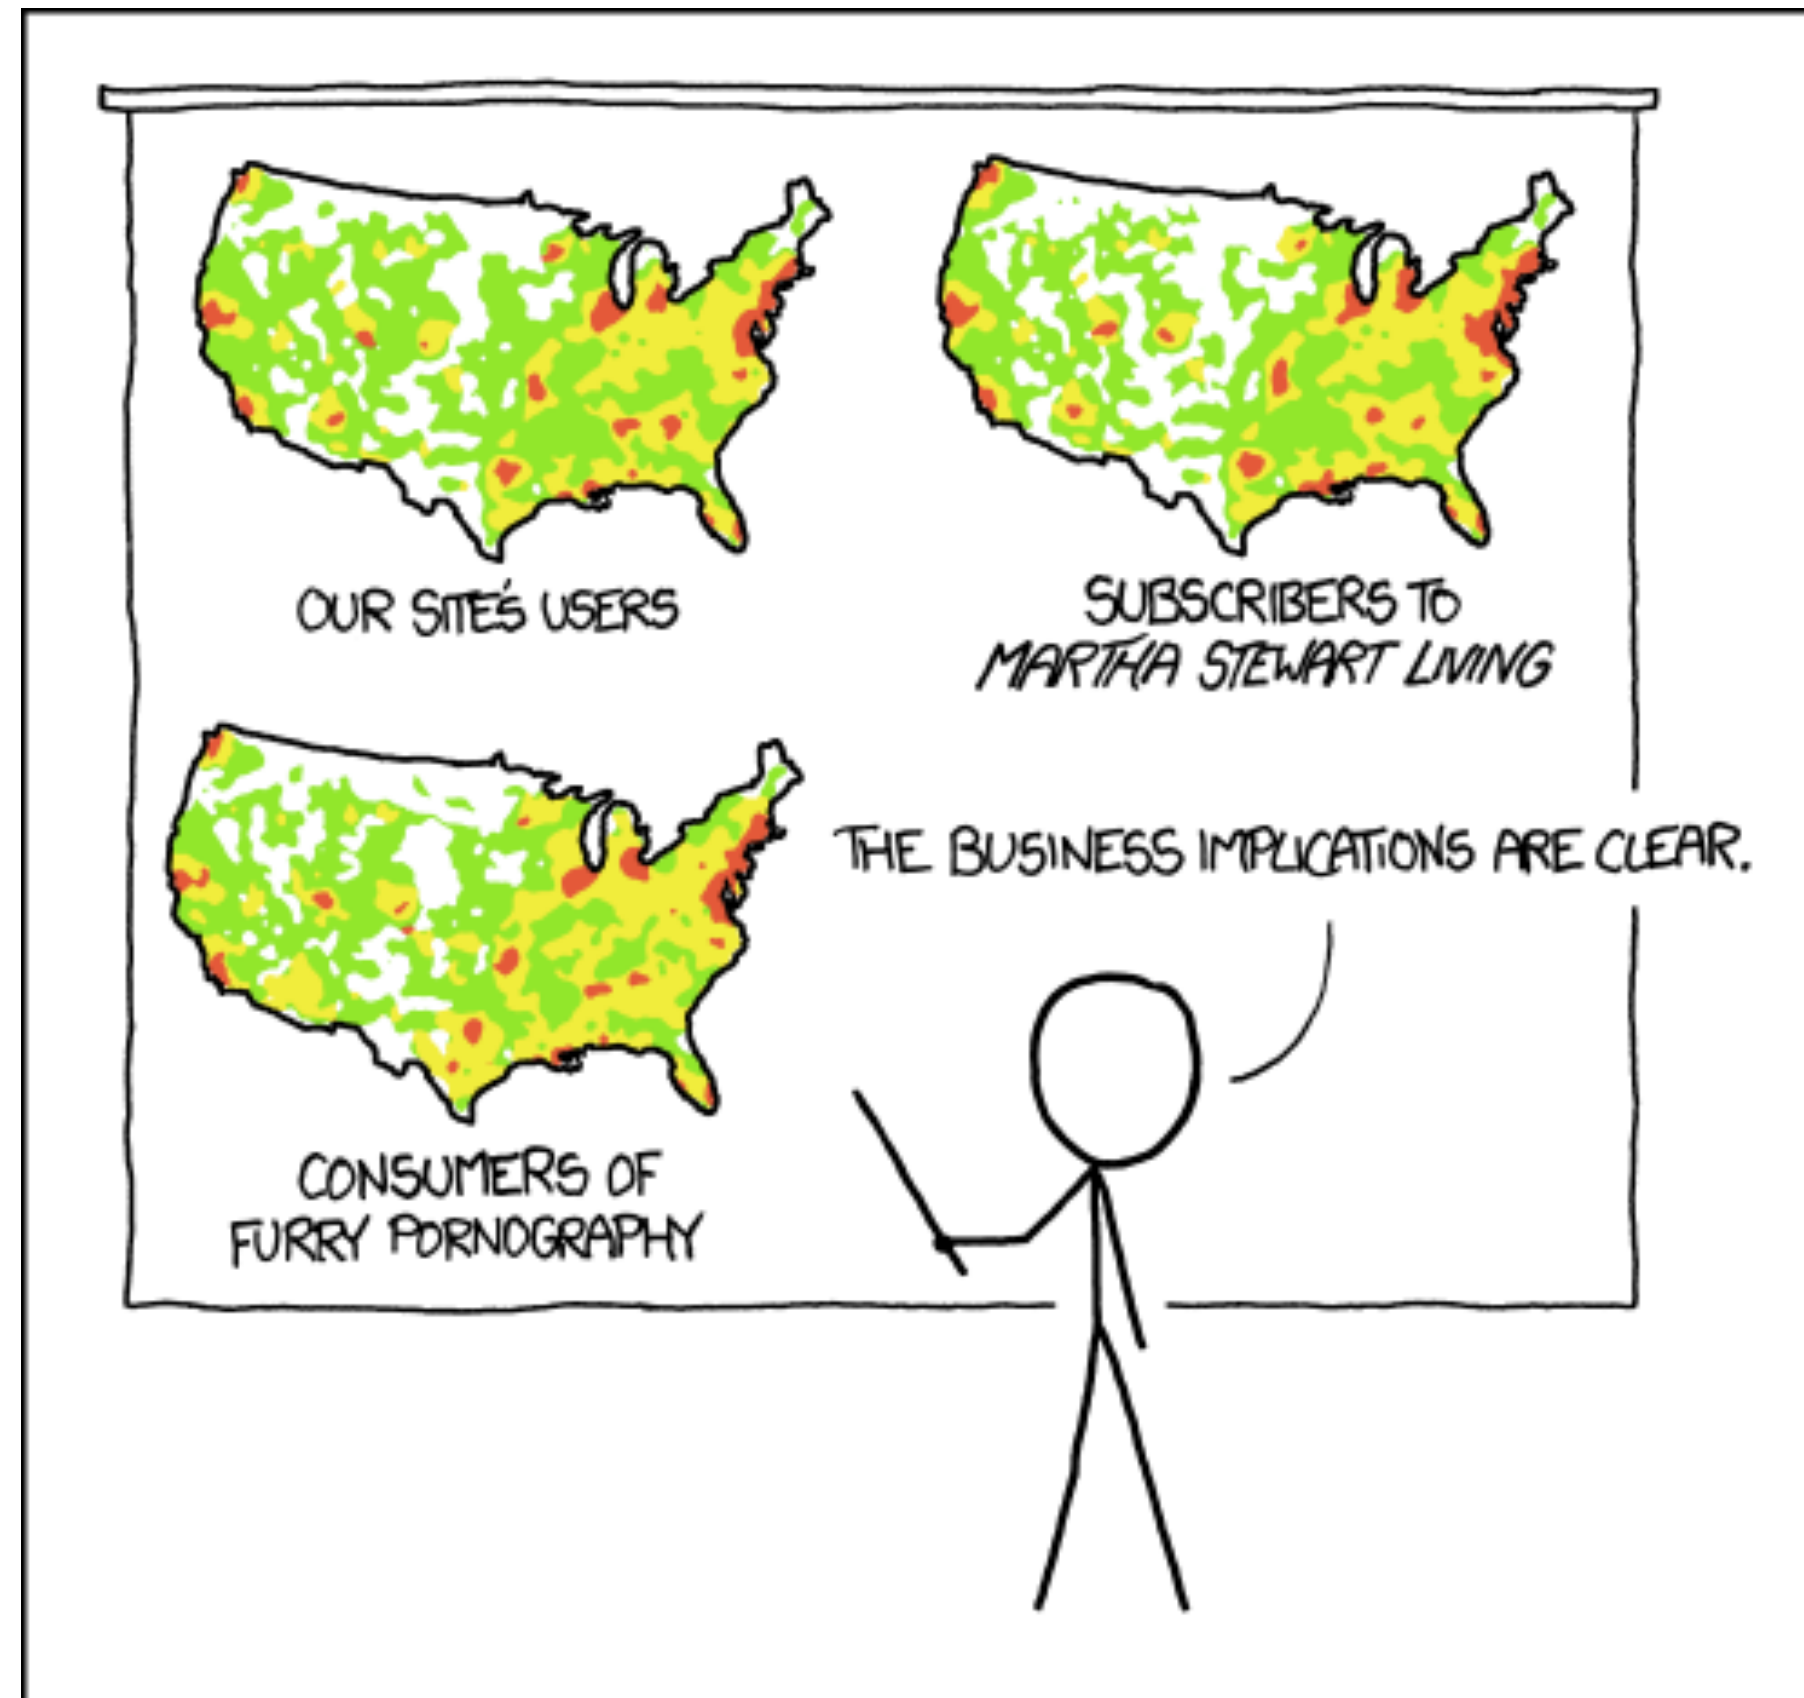 OUR SITE'S USERS
SUBSCRIBERS TO
MARTHA STEWART LIVING
CONSUMERS OF
FURRY PORNOGRAPHY
THE BUSINESS IMPLICATIONS ARE CLEAR.